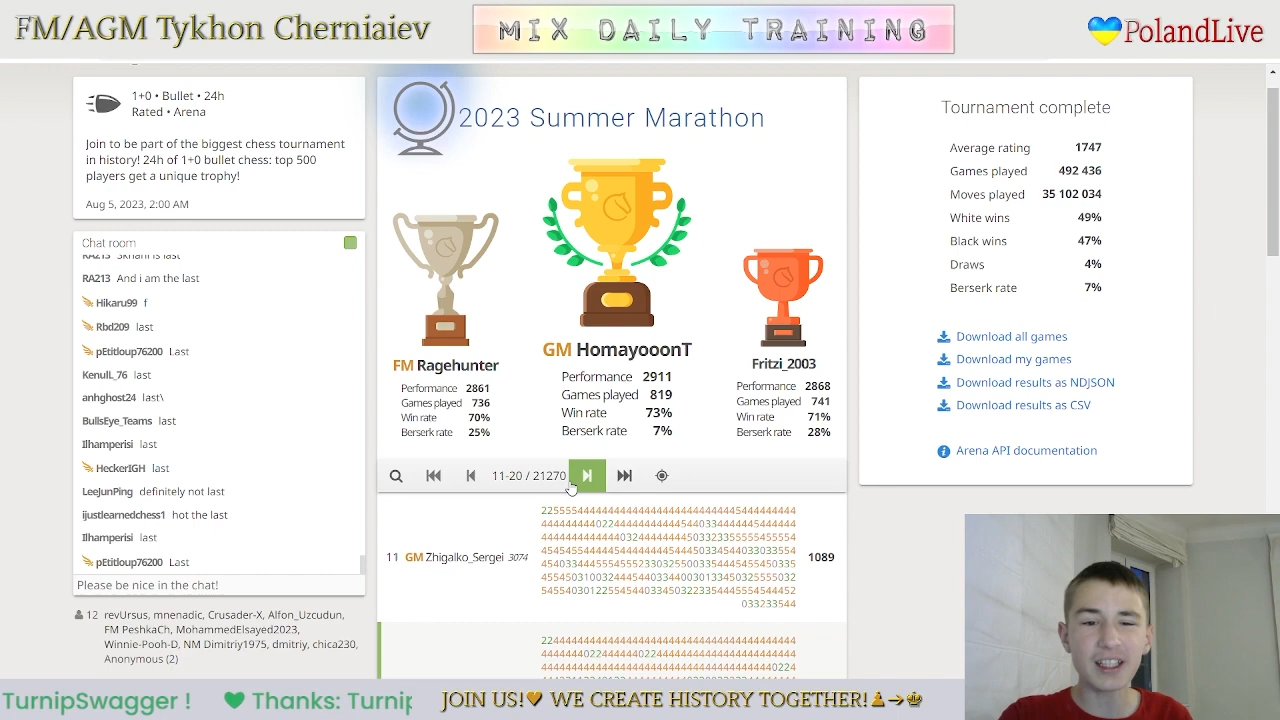 FM/AGM Tykhon Cherniaiev
MIX DAILY TRAINING
PolandLive
1+0 • Bullet • 24h
Rated • Arena
Join to be part of the biggest chess tournament
in history! 24h of 1+0 bullet chess: top 500
players get a unique trophy!
Aug 5, 2023, 2:00 AM
Chat room
RA213 And i am the last
Hikaru99 f
Rbd209 last
pEtitloup76200 Last
KenulL_76 last
anhghost24 last\
BullsEye_Teams last
Ilhamperisi last
HeckerIGH last
LeeJunPing definitely not last
ijustlearnedchess1 hot the last
Ilhamperisi last
pEtitloup76200 Last
Please be nice in the chat!
12 revUrsus, mnenadic, Crusader-X, Alfon_Uzcudun,
FM PeshkaCh, MohammedElsayed2023,
Winnie-Pooh-D, NM Dimitriy1975, dmitriy, chica230,
Anonymous (2)
2023 Summer Marathon
FM Ragehunter
Performance 2861
Games played 736
Win rate 70%
Berserk rate 25%
GM HomayooonT
Performance 2911
Games played 819
Win rate 73%
Berserk rate 7%
Fritzi_2003
Performance 2868
Games played 741
Win rate 71%
Berserk rate 28%
11-20 / 21270
11 GM Zhigalko_Sergei 3074
1089
033233544
Tournament complete
Average rating 1747
Games played 492 436
Moves played 35 102 034
White wins 49%
Black wins 47%
Draws 4%
Berserk rate 7%
Download all games
Download my games
Download results as NDJSON
Download results as CSV
Arena API documentation
TurnipSwagger ! Thanks: Turnip
JOIN US! WE CREATE HISTORY TOGETHER!